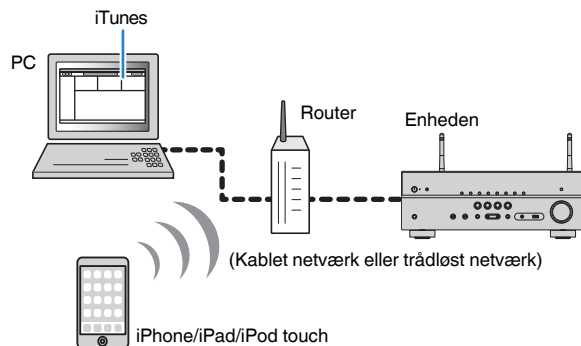 iTunes
PC
Router
Enheden
(Kablet netværk eller trådløst netværk)
iPhone/iPad/iPod touch